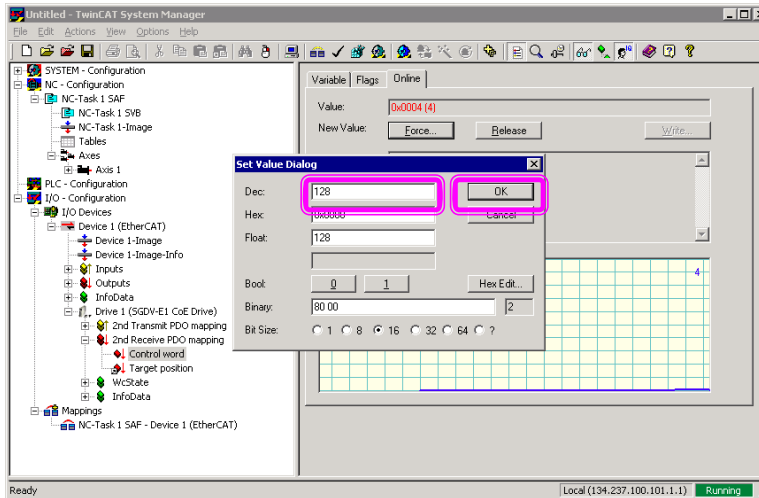 Untitled - TwinCAT System Manager
File Edit Actions View Options Help
SYSTEM - Configuration
NC - Configuration
NC-Task 1 SAF
NC-Task 1 SVB
NC-Task 1-Image
Tables
Axes
Axis 1
PLC - Configuration
I/O - Configuration
I/O Devices
Device 1 (EtherCAT)
Device 1-Image
Device 1-Image-Info
Inputs
Outputs
InfoData
Drive 1 (SGDV-E1 CoE Drive)
2nd Transmit PDO mapping
2nd Receive PDO mapping
Control word
Target position
WcState
InfoData
Mappings
NC-Task 1 SAF - Device 1 (EtherCAT)
Variable Flags Online
Value: 0x0004 (4)
New Value: Force... Release Write...
Set Value Dialog
Dec: 128 OK
Hex: 0x0080 Cancel
Float: 128
Bool: 0 1 Hex Edit...
Binary: 80 00 2
Bit Size: 1 8 16 32 64 ?
4
Ready Local (134.237.100.101.1.1) Running